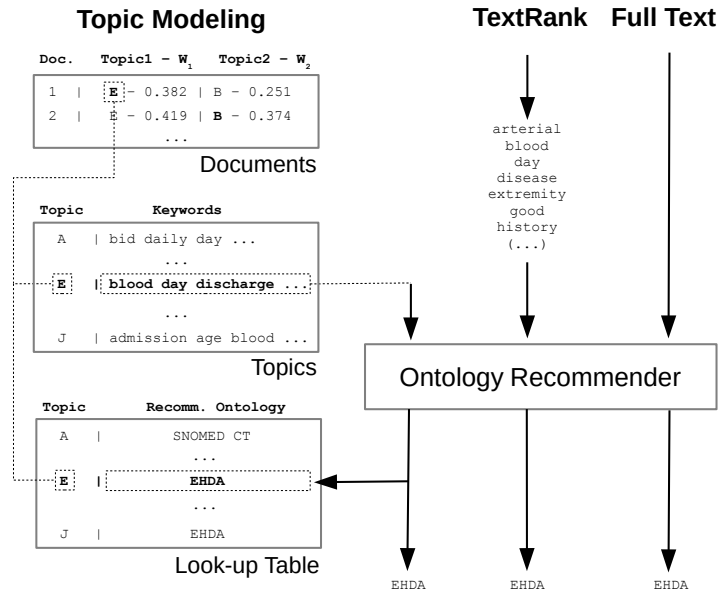 Topic Modeling
TextRank
Full Text
Doc. Topic1 – W1 Topic2 – W2
1 | E – 0.382 | B – 0.251
2 | E – 0.419 | B – 0.374
...
Documents
arterial
blood
day
disease
extremity
good
history
(...)
Topic Keywords
A | bid daily day ...
...
E | blood day discharge ...
...
J | admission age blood ...
Topics
Ontology Recommender
Topic Recomm. Ontology
A | SNOMED CT
...
E | EHDA
...
J | EHDA
Look-up Table
EHDA
EHDA
EHDA